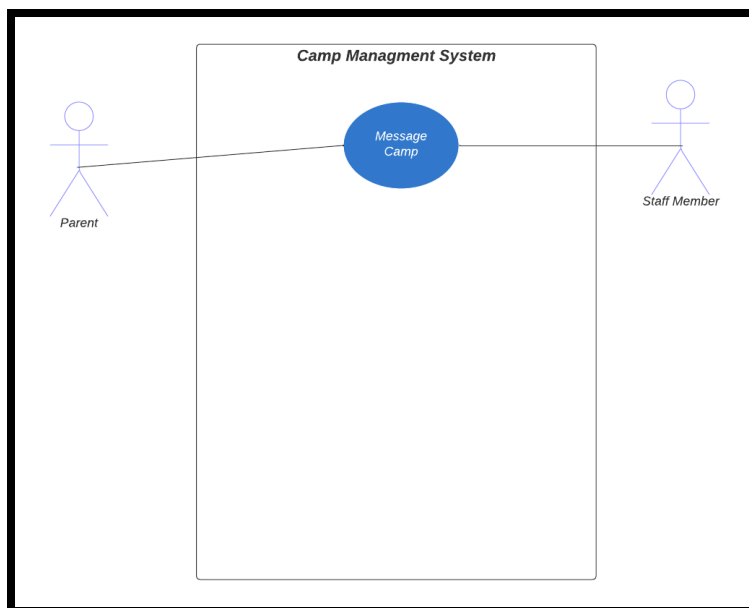 Camp Managment System
Message
Camp
Parent
Staff Member